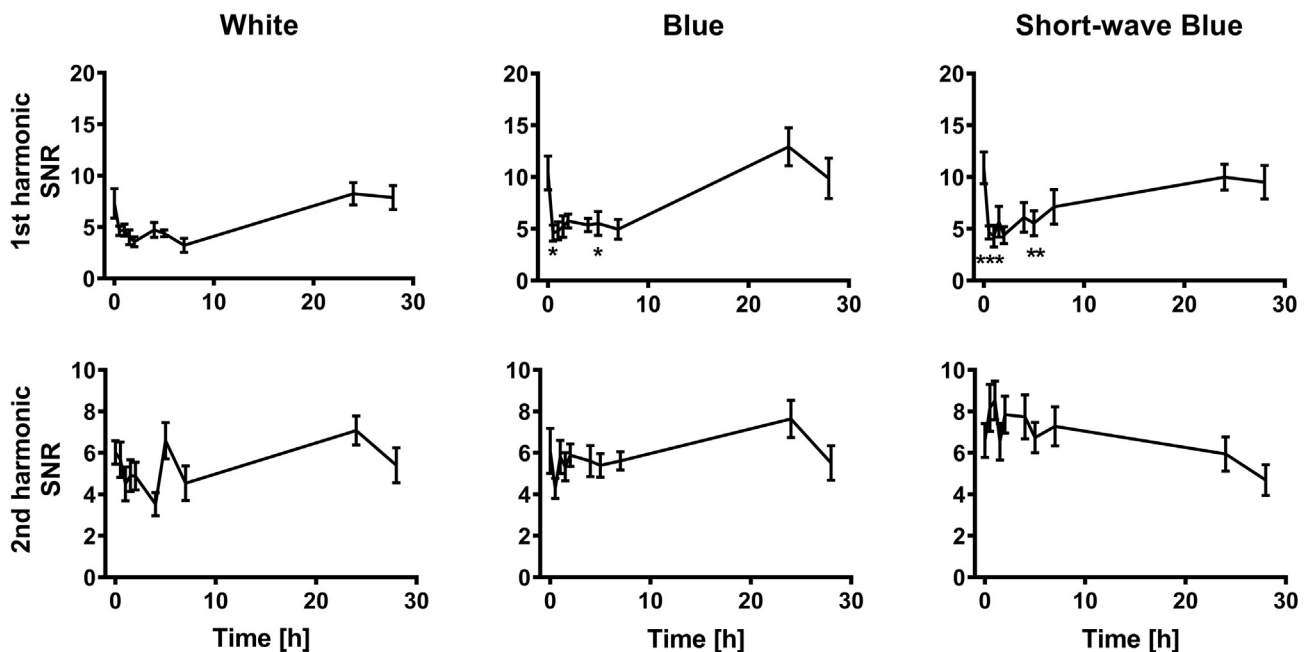 White Blue Short-wave Blue
1st harmonic
SNR
20 20 20
15 15 15
10 10 10
5 5 5
0 0 0
* * *** **
0 10 20 30 0 10 20 30 0 10 20 30
2nd harmonic
SNR
10 10 10
8 8 8
6 6 6
4 4 4
2 2 2
0 0 0
0 10 20 30 0 10 20 30 0 10 20 30
Time [h] Time [h] Time [h]